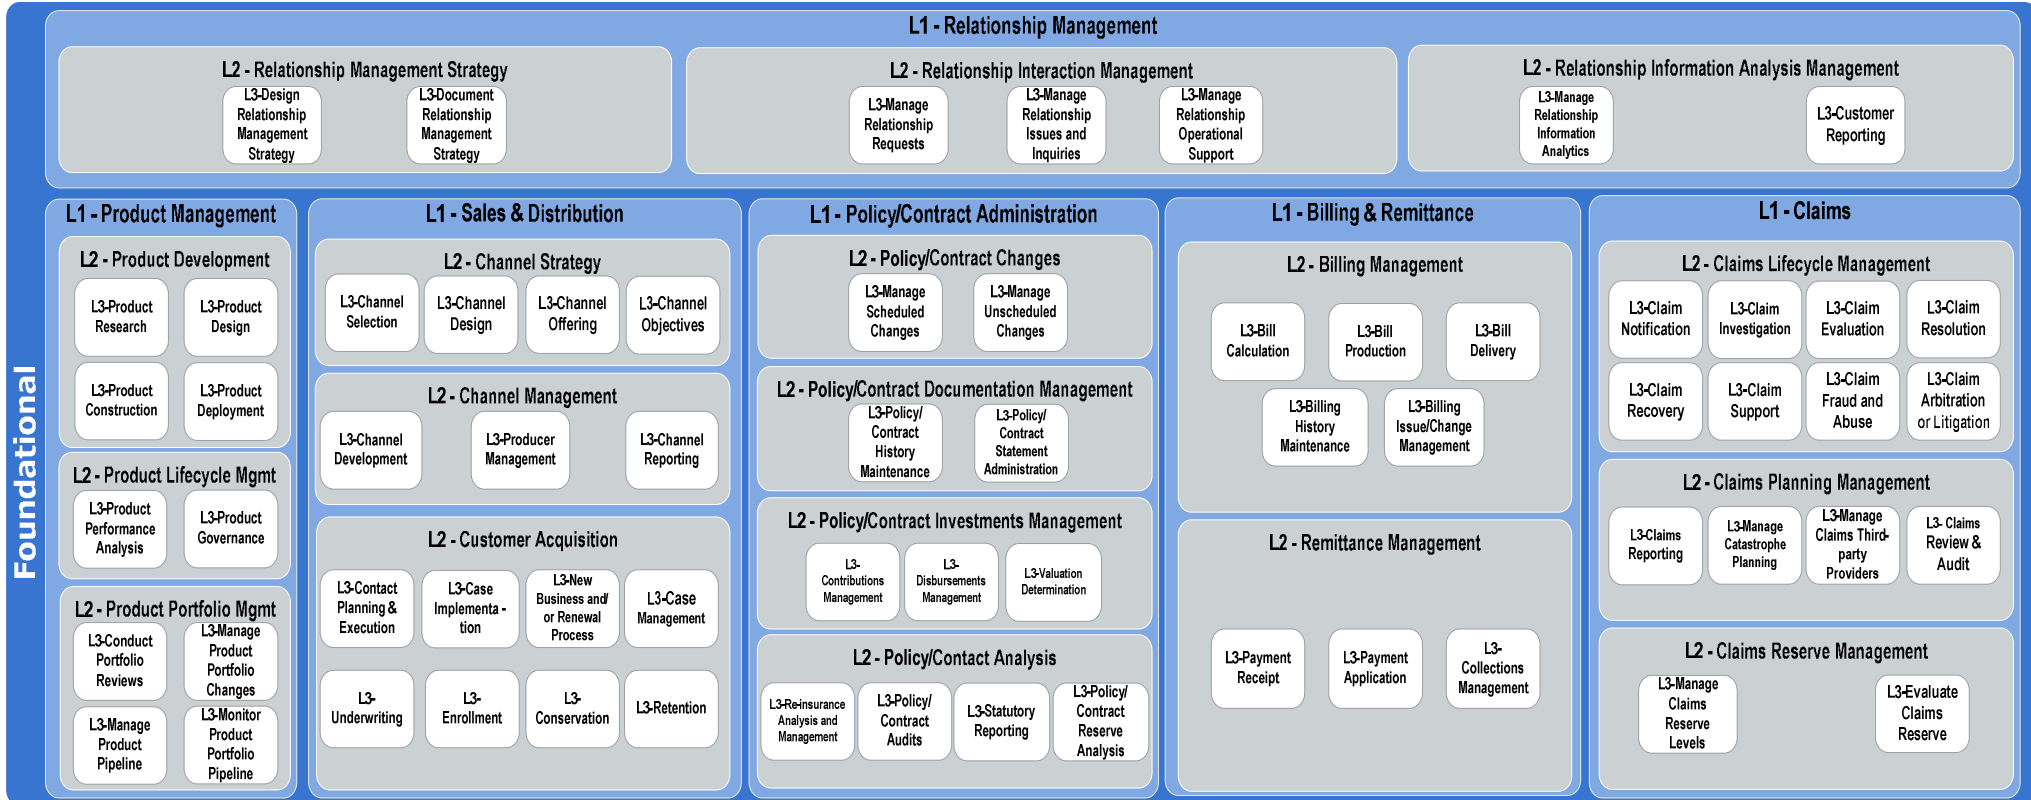 Foundational
L1 - Relationship Management
L2 - Relationship Management Strategy
L3-Design
Relationship
Management
Strategy
L3-Document
Relationship
Management
Strategy
L2 - Relationship Interaction Management
L3-Manage
Relationship
Requests
L3-Manage
Relationship
Issues and
Inquiries
L3-Manage
Relationship
Operational
Support
L2 - Relationship Information Analysis Management
L3-Manage
Relationship
Information
Analytics
L3-Customer
Reporting
L1 - Product Management
L2 - Product Development
L3-Product
Research
L3-Product
Design
L3-Product
Construction
L3-Product
Deployment
L2 - Product Lifecycle Mgmt
L3-Product
Performance
Analysis
L3-Product
Governance
L2 - Product Portfolio Mgmt
L3-Conduct
Portfolio
Reviews
L3-Manage
Product
Portfolio
Changes
L3-Manage
Product
Pipeline
L3-Monitor
Product
Portfolio
Pipeline
L1 - Sales & Distribution
L2 - Channel Strategy
L3-Channel
Selection
L3-Channel
Design
L3-Channel
Offering
L3-Channel
Objectives
L2 - Channel Management
L3-Channel
Development
L3-Producer
Management
L3-Channel
Reporting
L2 - Customer Acquisition
L3-Contact
Planning &
Execution
L3-Case
Implementa -
tion
L3-New
Business and/
or Renewal
Process
L3-Case
Management
L3-
Underwriting
L3-
Enrollment
L3-
Conservation
L3-Retention
L1 - Policy/Contract Administration
L2 - Policy/Contract Changes
L3-Manage
Scheduled
Changes
L3-Manage
Unscheduled
Changes
L2 - Policy/Contract Documentation Management
L3-Policy/
Contract
History
Maintenance
L3-Policy/
Contract
Statement
Administration
L2 - Policy/Contract Investments Management
L3-
Contributions
Management
L3-
Disbursements
Management
L3-Valuation
Determination
L2 - Policy/Contact Analysis
L3-Re-insurance
Analysis and
Management
L3-Policy/
Contract
Audits
L3-Statutory
Reporting
L3-Policy/
Contract
Reserve
Analysis
L1 - Billing & Remittance
L2 - Billing Management
L3-Bill
Calculation
L3-Bill
Production
L3-Bill
Delivery
L3-Billing
History
Maintenance
L3-Billing
Issue/Change
Management
L2 - Remittance Management
L3-Payment
Receipt
L3-Payment
Application
L3-
Collections
Management
L1 - Claims
L2 - Claims Lifecycle Management
L3-Claim
Notification
L3-Claim
Investigation
L3-Claim
Evaluation
L3-Claim
Resolution
L3-Claim
Recovery
L3-Claim
Support
L3-Claim
Fraud and
Abuse
L3-Claim
Arbitration
or Litigation
L2 - Claims Planning Management
L3-Claims
Reporting
L3-Manage
Catastrophe
Planning
L3-Manage
Claims Third-
party
Providers
L3- Claims
Review &
Audit
L2 - Claims Reserve Management
L3-Manage
Claims
Reserve
Levels
L3-Evaluate
Claims
Reserve